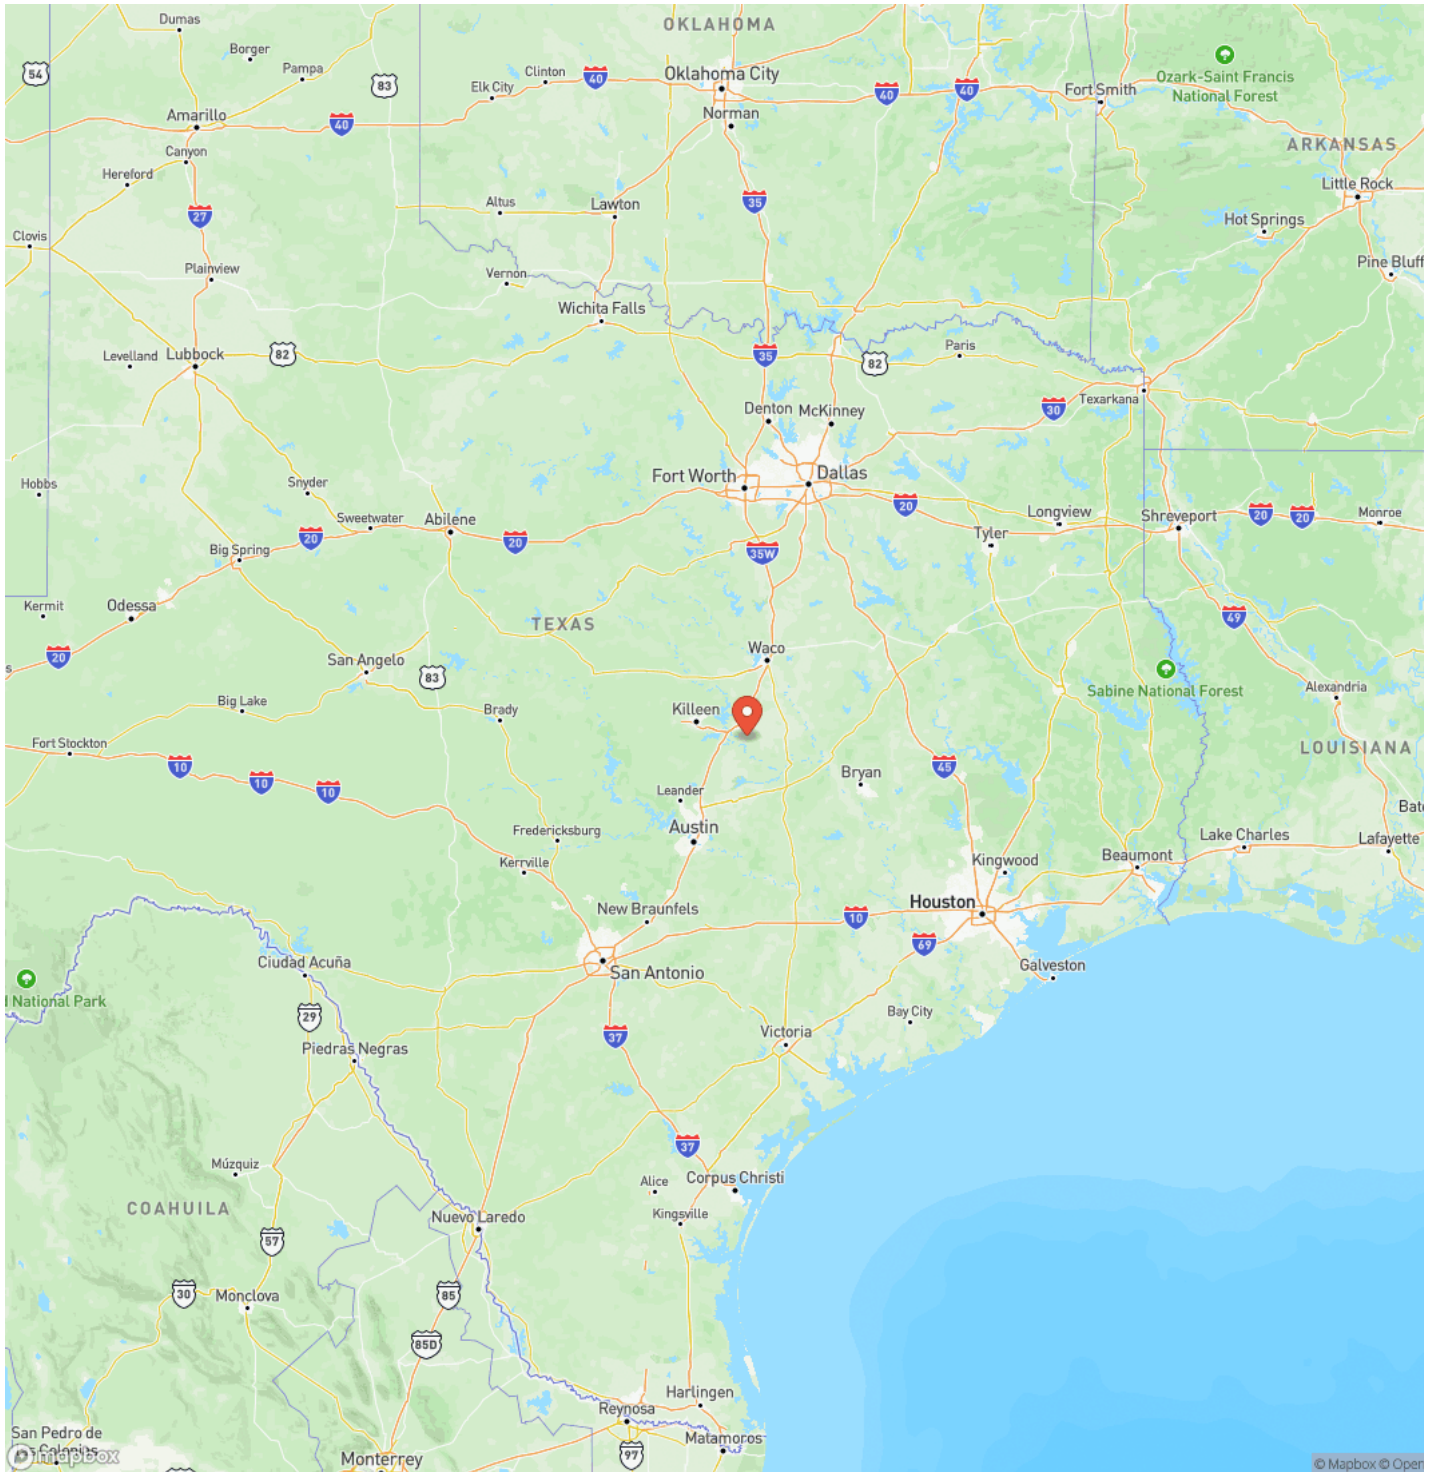 Dumas
OKLAHOMA
Borger
54
Pampa
83
Clinton
40
Elk City
Oklahoma City
40
40
Fort Smith
Ozark-Saint Francis
National Forest
Amarillo
40
Norman
ARKANSAS
Canyon
Hereford
27
Altus
Lawton
35
Little Rock
Hot Springs
Clovis
Plainview
Vernon
Pine Bluff
Wichita Falls
Levelland
Lubbock
82
35
82
Paris
Texarkana
30
Denton
McKinney
Hobbs
Snyder
Fort Worth
Dallas
20
Longview
Shreveport
20
20
Monroe
Sweetwater
Abilene
20
20
Tyler
Big Spring
35W
Kermit
Odessa
TEXAS
49
20
s
San Angelo
83
Waco
Sabine National Forest
Alexandria
Big Lake
Brady
Killeen
Fort Stockton
10
10
10
LOUISIANA
45
Bryan
Leander
Austin
Bato
Fredericksburg
Kerrville
Kingwood
Beaumont
Lake Charles
Lafayette
New Braunfels
10
Houston
69
Ciudad Acuña
San Antonio
Galveston
d National Park
29
37
Bay City
Victoria
Piedras Negras
37
Múzquiz
Alice
Corpus Christi
COAHUILA
Nuevo Laredo
Kingsville
57
30
Monclova
85
85D
Harlingen
Reynosa
San Pedro de
las Colonias
mapbox
Monterrey
97
Matamoros
© Mapbox © Open